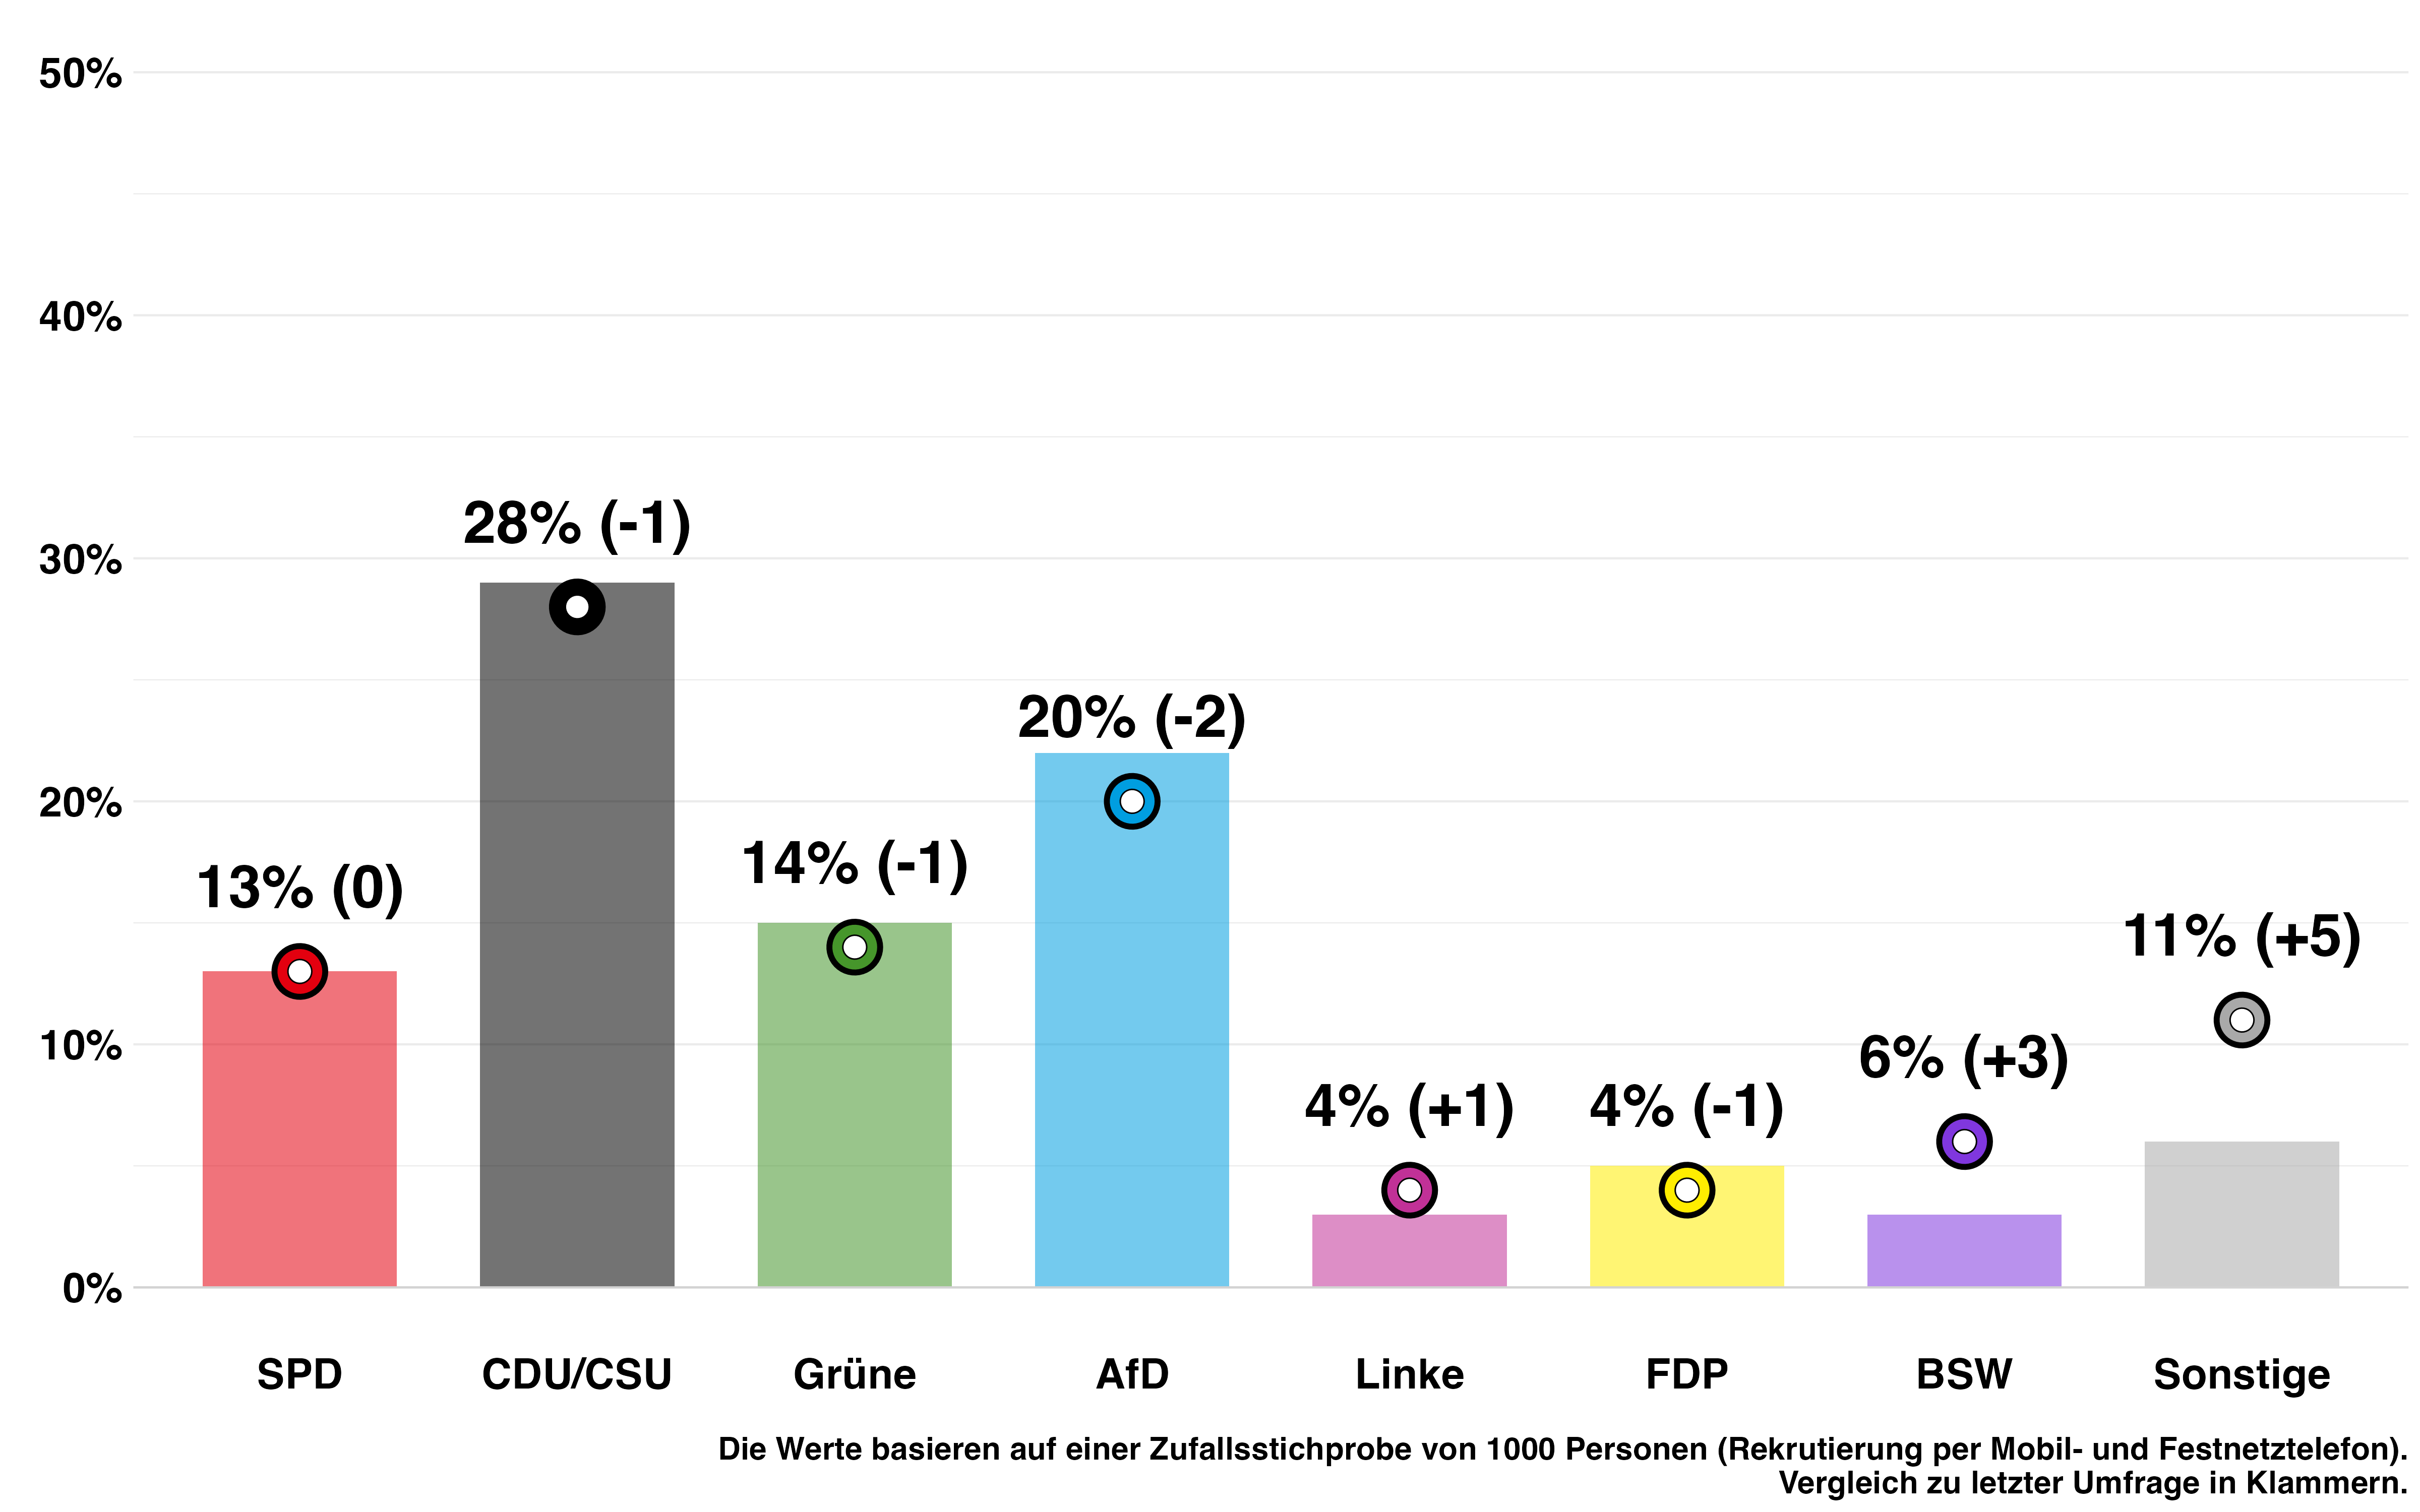 50%
40%
30%
20%
10%
0%
13% (0)
28% (-1)
14% (-1)
20% (-2)
4% (+1)
4% (-1)
6% (+3)
11% (+5)
SPD
CDU/CSU
Grüne
AfD
Linke
FDP
BSW
Sonstige
Die Werte basieren auf einer Zufallsstichprobe von 1000 Personen (Rekrutierung per Mobil- und Festnetztelefon).
Vergleich zu letzter Umfrage in Klammern.